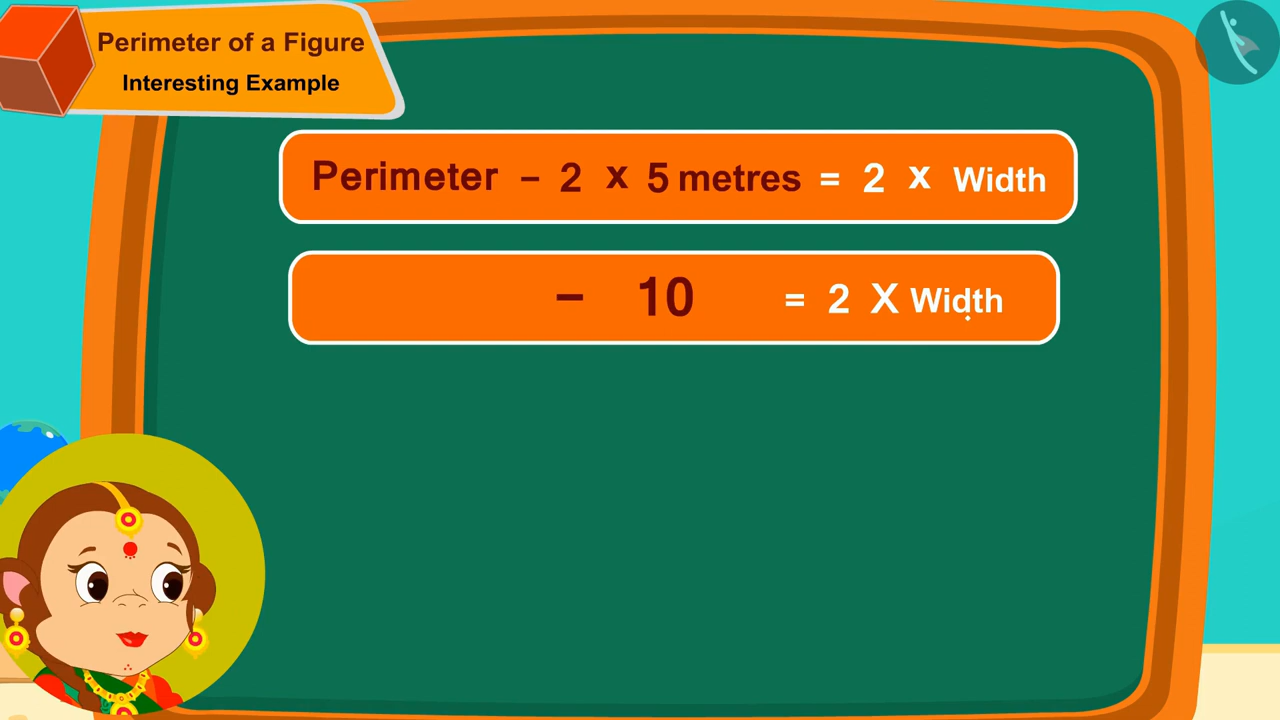 Perimeter of a Figure
Interesting Example
Perimeter - 2 x 5 metres = 2 x Width
- 10 = 2 X Width